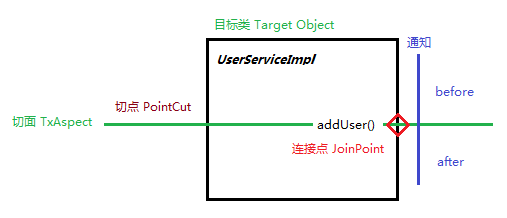 目标类 Target Object
通知
UserServiceImpl
before
切点 PointCut
切面 TxAspect
addUser()
连接点 JoinPoint
after